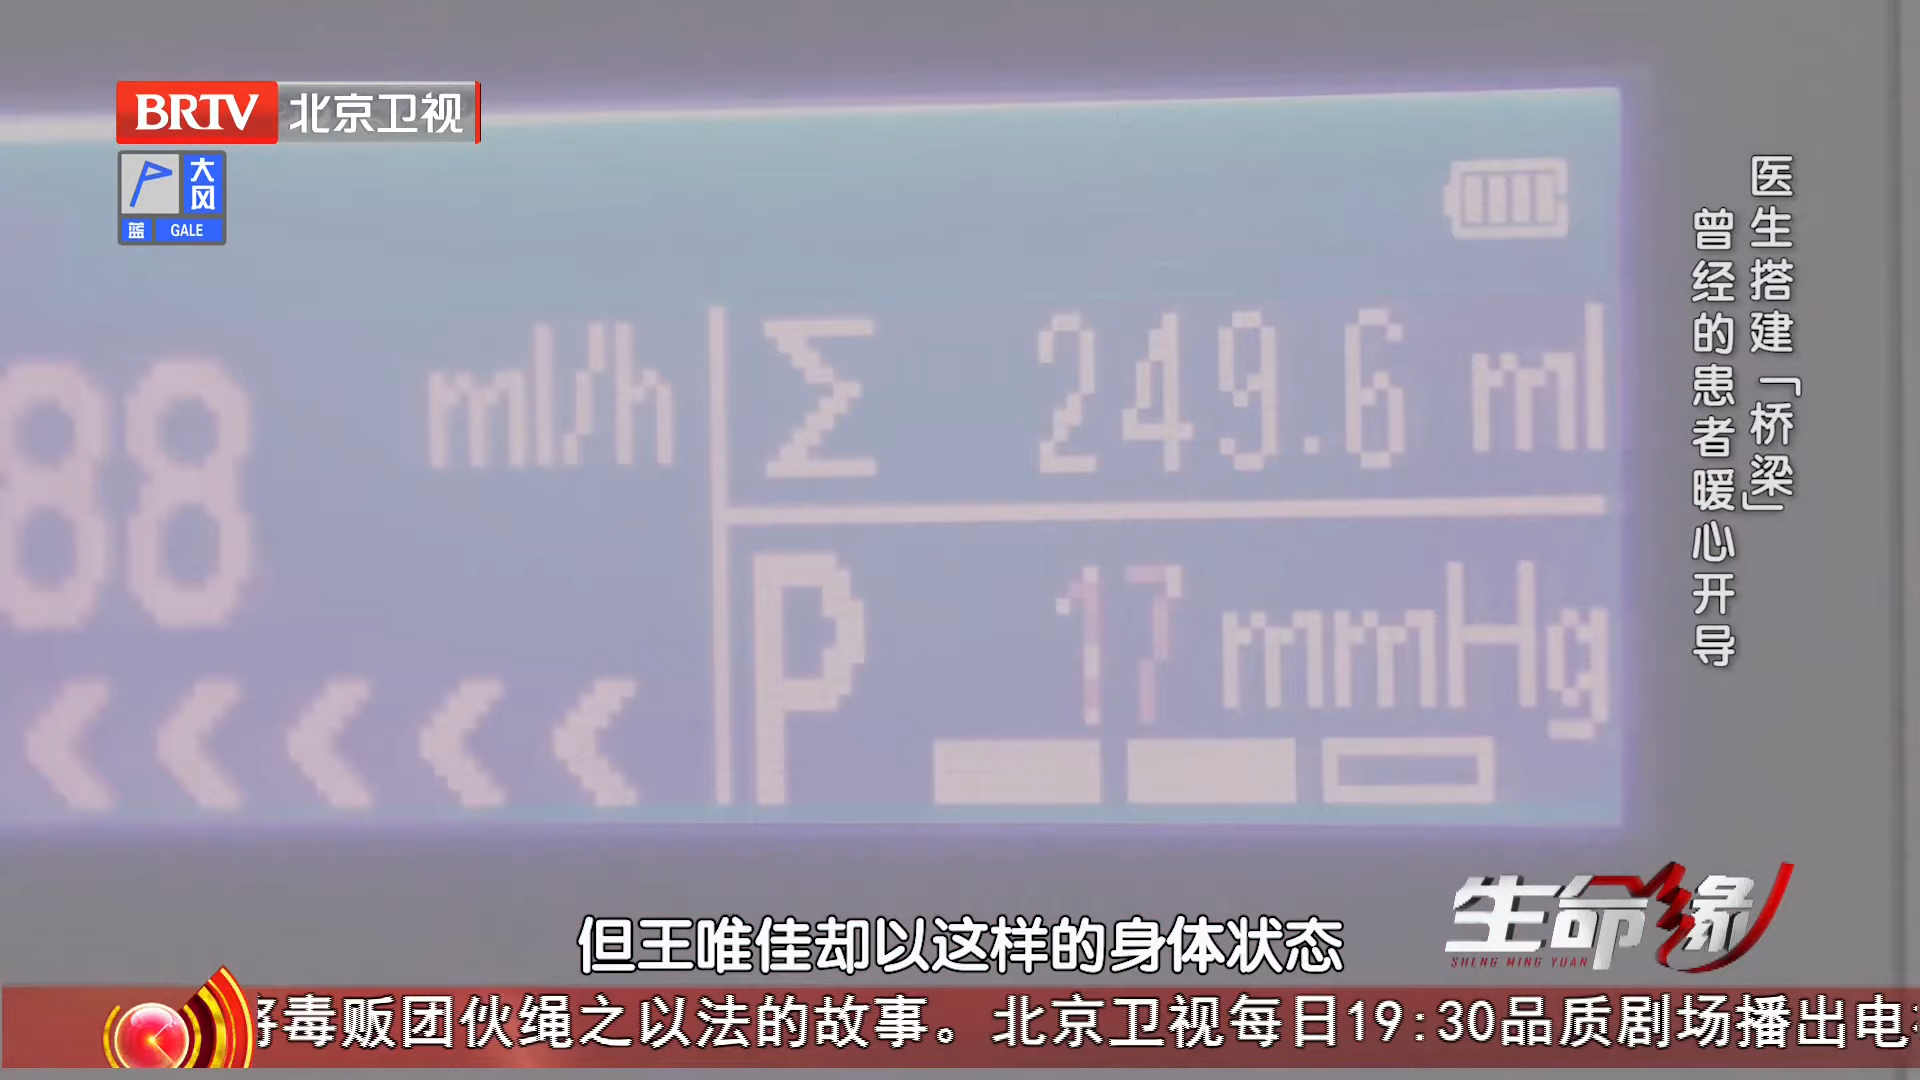 BRTV 北京卫视
大风
蓝 GALE
88 ml/h
Σ 249.6 ml
P 17 mmHg
医生搭建「桥梁」
曾经的患者暖心开导
生命缘
SHENG MING YUAN
但王唯佳却以这样的身体状态
毒贩团伙绳之以法的故事。北京卫视每日19:30品质剧场播出电